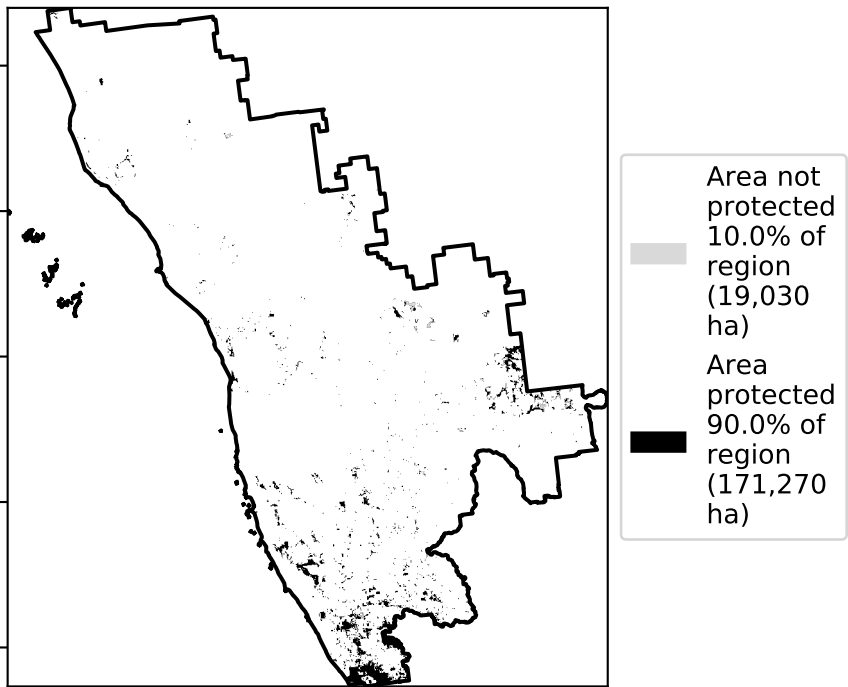 Area not
protected
10.0% of
region
(19,030
ha)
Area
protected
90.0% of
region
(171,270
ha)